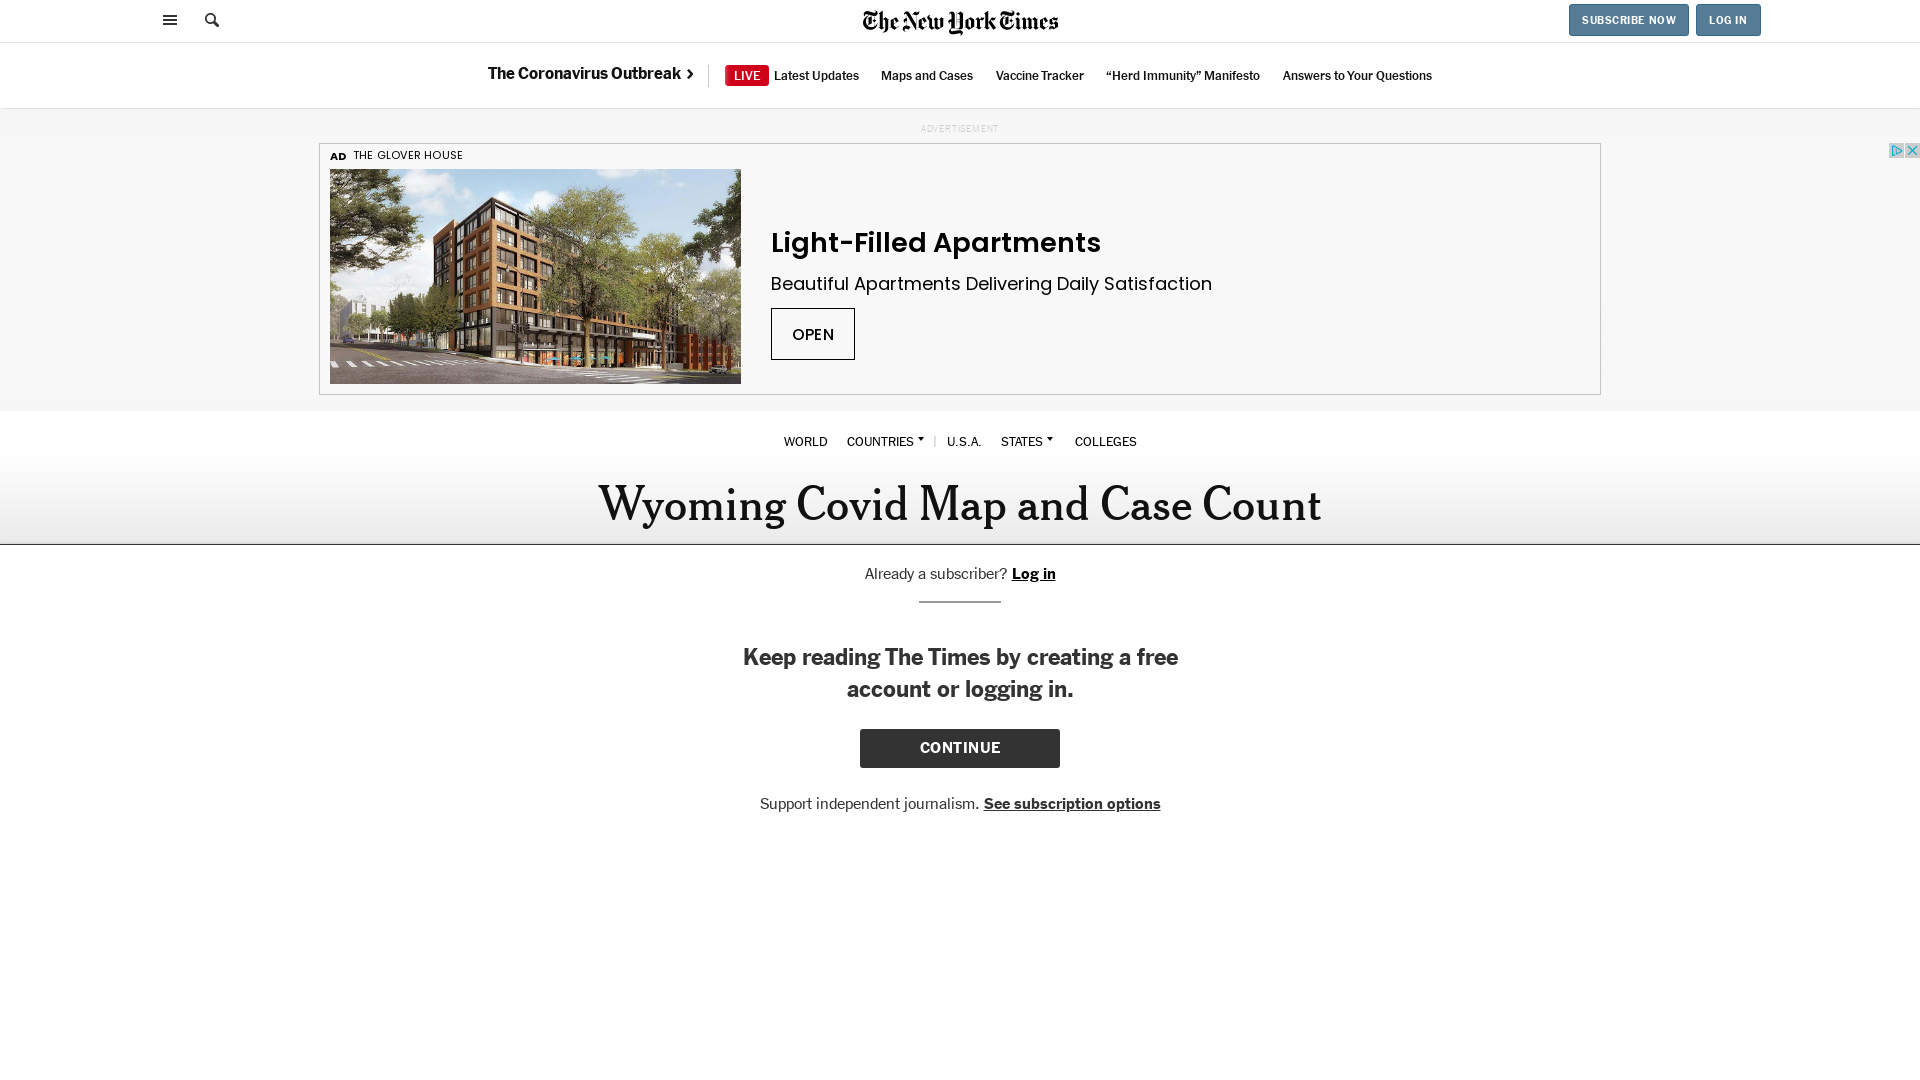 The New York Times
SUBSCRIBE NOW
LOG IN
The Coronavirus Outbreak
LIVE Latest Updates
Maps and Cases
Vaccine Tracker
“Herd Immunity” Manifesto
Answers to Your Questions
ADVERTISEMENT
AD THE GLOVER HOUSE
Light-Filled Apartments
Beautiful Apartments Delivering Daily Satisfaction
OPEN
WORLD
COUNTRIES
U.S.A.
STATES
COLLEGES
Wyoming Covid Map and Case Count
Already a subscriber? Log in
Keep reading The Times by creating a free
account or logging in.
CONTINUE
Support independent journalism. See subscription options